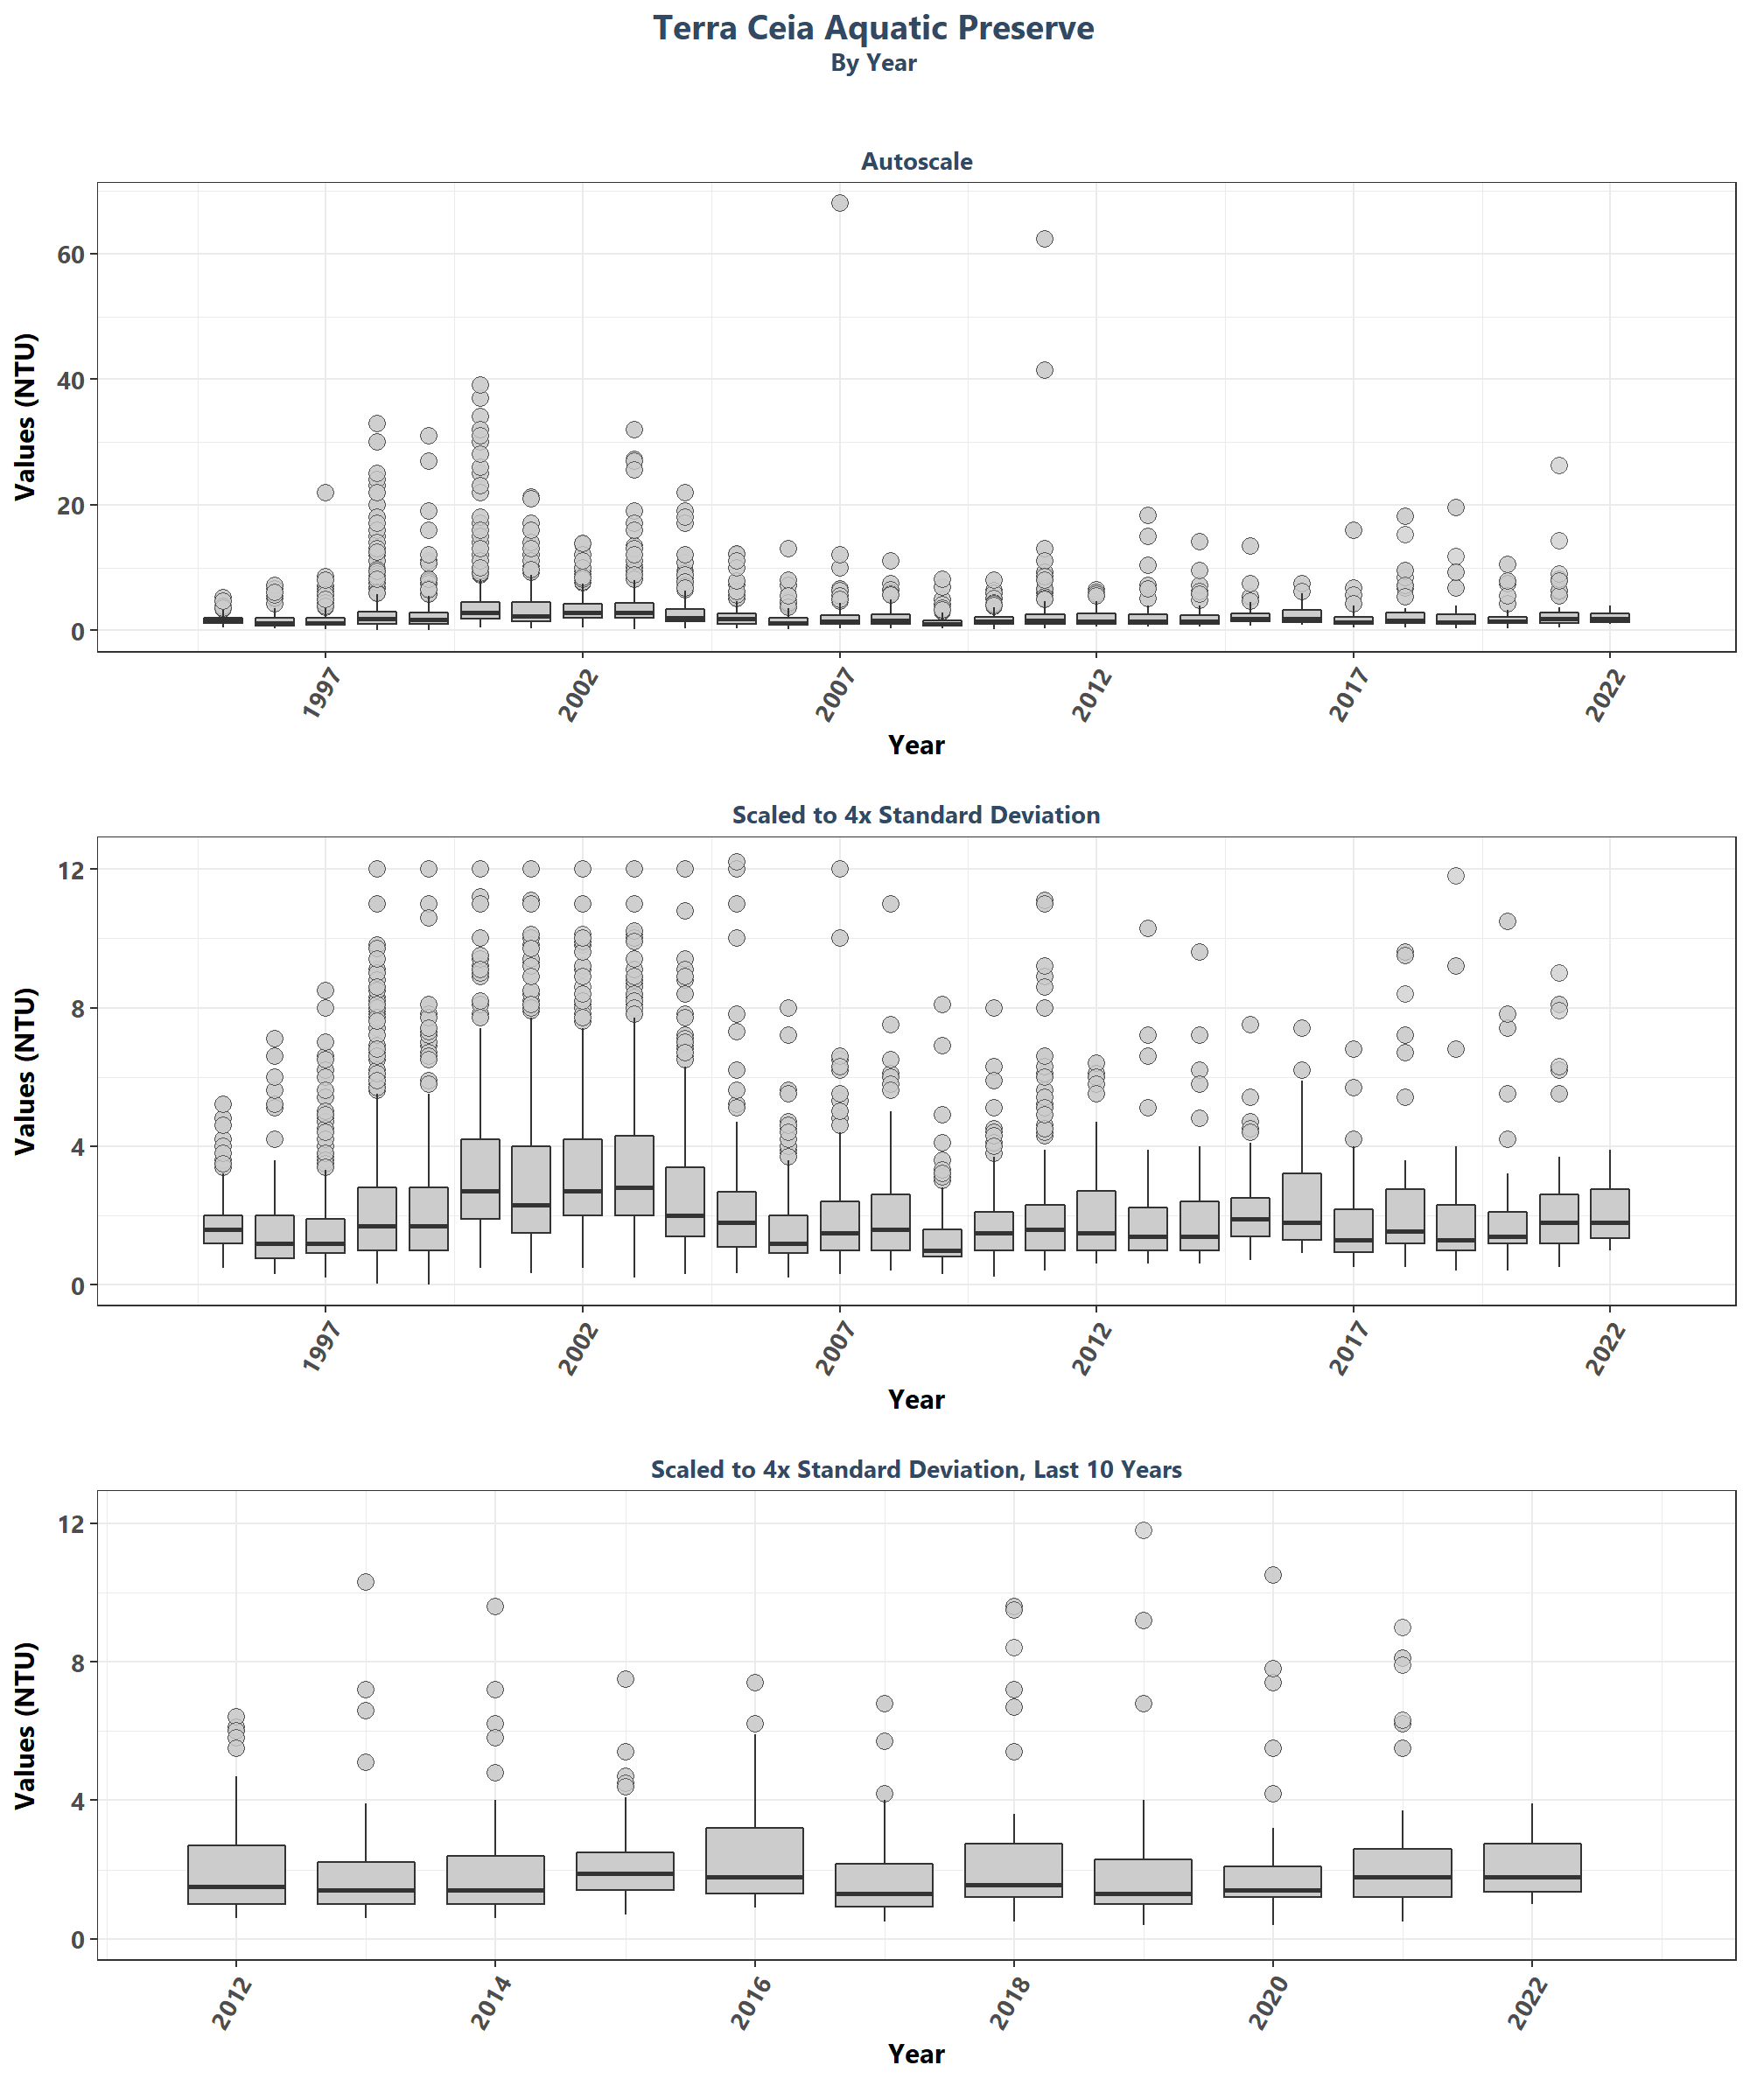 Terra Ceia Aquatic Preserve
By Year
Autoscale
Values (NTU)
60
40
20
0
1997 2002 2007 2012 2017 2022
Year
Scaled to 4x Standard Deviation
Values (NTU)
12
8
4
0
1997 2002 2007 2012 2017 2022
Year
Scaled to 4x Standard Deviation, Last 10 Years
Values (NTU)
12
8
4
0
2012 2014 2016 2018 2020 2022
Year